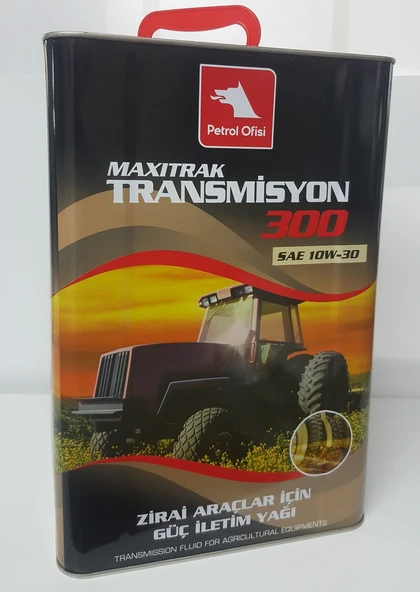 Petrol Ofisi
MAXITRAK
TRANSMİSYON
300
SAE 10W-30
ZİRAİ ARAÇLAR İÇİN
GÜÇ İLETİM YAĞI
TRANSMISSION FLUID FOR AGRICULTURAL EQUIPMENTS